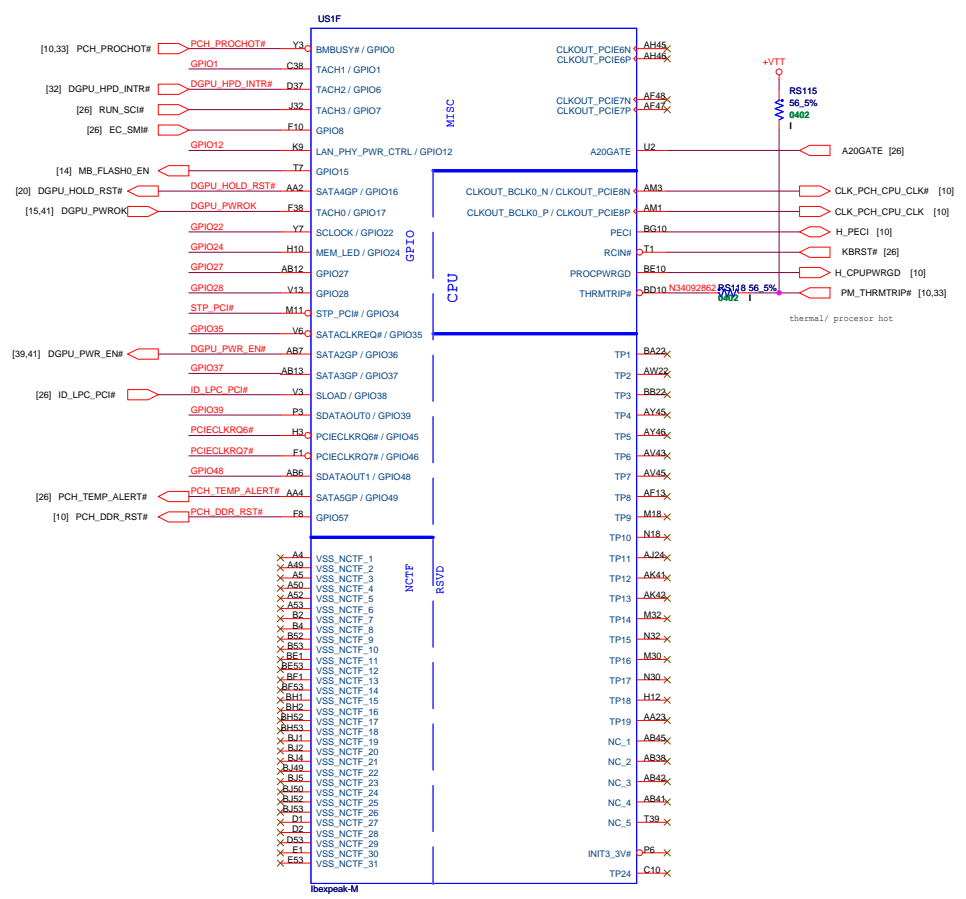 US1F
[10,33] PCH_PROCHOT# PCH_PROCHOT# Y3 BMBUSY# / GPIO0
GPIO1 C38 TACH1 / GPIO1
[32] DGPU_HPD_INTR# DGPU_HPD_INTR# D37 TACH2 / GPIO6
[26] RUN_SCI# J32 TACH3 / GPIO7
[26] EC_SMI# F10 GPIO8
GPIO12 K9 LAN_PHY_PWR_CTRL / GPIO12
[14] MB_FLASH0_EN T7 GPIO15
[20] DGPU_HOLD_RST# DGPU_HOLD_RST# AA2 SATA4GP / GPIO16
[15,41] DGPU_PWROK DGPU_PWROK F38 TACH0 / GPIO17
GPIO22 Y7 SCLOCK / GPIO22
GPIO24 H10 MEM_LED / GPIO24
GPIO27 AB12 GPIO27
GPIO28 V13 GPIO28
STP_PCI# M11 STP_PCI# / GPIO34
GPIO35 V6 SATACLKREQ# / GPIO35
[39,41] DGPU_PWR_EN# DGPU_PWR_EN# AB7 SATA2GP / GPIO36
GPIO37 AB13 SATA3GP / GPIO37
[26] ID_LPC_PCI# ID_LPC_PCI# V3 SLOAD / GPIO38
GPIO39 P3 SDATAOUT0 / GPIO39
PCIECLKRQ6# H3 PCIECLKRQ6# / GPIO45
PCIECLKRQ7# F1 PCIECLKRQ7# / GPIO46
GPIO48 AB6 SDATAOUT1 / GPIO48
[26] PCH_TEMP_ALERT# PCH_TEMP_ALERT# AA4 SATA5GP / GPIO49
[10] PCH_DDR_RST# PCH_DDR_RST# F8 GPIO57
A4 VSS_NCTF_1
A49 VSS_NCTF_2
A5 VSS_NCTF_3
A50 VSS_NCTF_4
A52 VSS_NCTF_5
A53 VSS_NCTF_6
B2 VSS_NCTF_7
B4 VSS_NCTF_8
B52 VSS_NCTF_9
B53 VSS_NCTF_10
BE1 VSS_NCTF_11
BE53 VSS_NCTF_12
BF1 VSS_NCTF_13
BF53 VSS_NCTF_14
BH1 VSS_NCTF_15
BH2 VSS_NCTF_16
BH52 VSS_NCTF_17
BH53 VSS_NCTF_18
BJ1 VSS_NCTF_19
BJ2 VSS_NCTF_20
BJ4 VSS_NCTF_21
BJ49 VSS_NCTF_22
BJ5 VSS_NCTF_23
BJ50 VSS_NCTF_24
BJ52 VSS_NCTF_25
BJ53 VSS_NCTF_26
D1 VSS_NCTF_27
D2 VSS_NCTF_28
D53 VSS_NCTF_29
E1 VSS_NCTF_30
E53 VSS_NCTF_31
MISC
GPIO
CPU
NCTF
RSVD
CLKOUT_PCIE6N AH45
CLKOUT_PCIE6P AH46
CLKOUT_PCIE7N AF48
CLKOUT_PCIE7P AF47
+VTT
RS115
56_5%
0402
I
A20GATE U2 A20GATE [26]
CLKOUT_BCLK0_N / CLKOUT_PCIE8N AM3 CLK_PCH_CPU_CLK# [10]
CLKOUT_BCLK0_P / CLKOUT_PCIE8P AM1 CLK_PCH_CPU_CLK [10]
PECI BG10 H_PECI [10]
RCIN# T1 KBRST# [26]
PROCPWRGD BE10 H_CPUPWRGD [10]
THRMTRIP# BD10 N34092862 RS118 56_5% PM_THRMTRIP# [10,33]
0402 I
thermal/ procesor hot
TP1 BA22
TP2 AW22
TP3 BB22
TP4 AY45
TP5 AY46
TP6 AV43
TP7 AV45
TP8 AF13
TP9 M18
TP10 N18
TP11 AJ24
TP12 AK41
TP13 AK42
TP14 M32
TP15 N32
TP16 M30
TP17 N30
TP18 H12
TP19 AA23
NC_1 AB45
NC_2 AB38
NC_3 AB42
NC_4 AB41
NC_5 T39
INIT3_3V# P6
TP24 C10
Ibexpeak-M